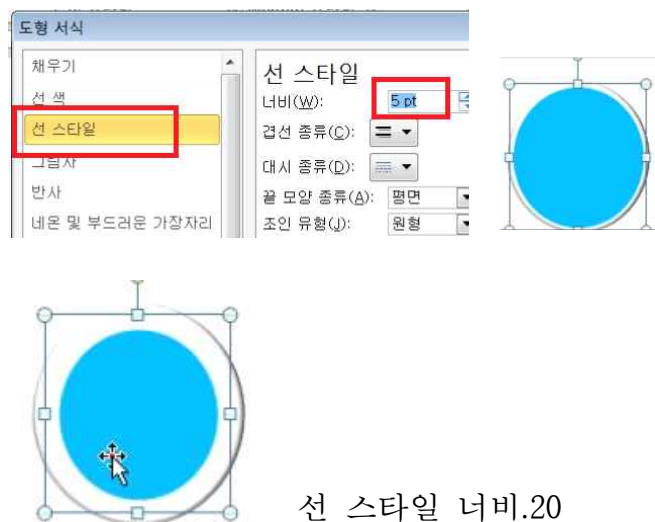 도형 서식
채우기
선 색
선 스타일
그림자
반사
네온 및 부드러운 가장자리
선 스타일
너비(W): 5 pt
겹선 종류(C):
대시 종류(D):
끝 모양 종류(A): 평면
조인 유형(J): 원형
선 스타일 너비.20